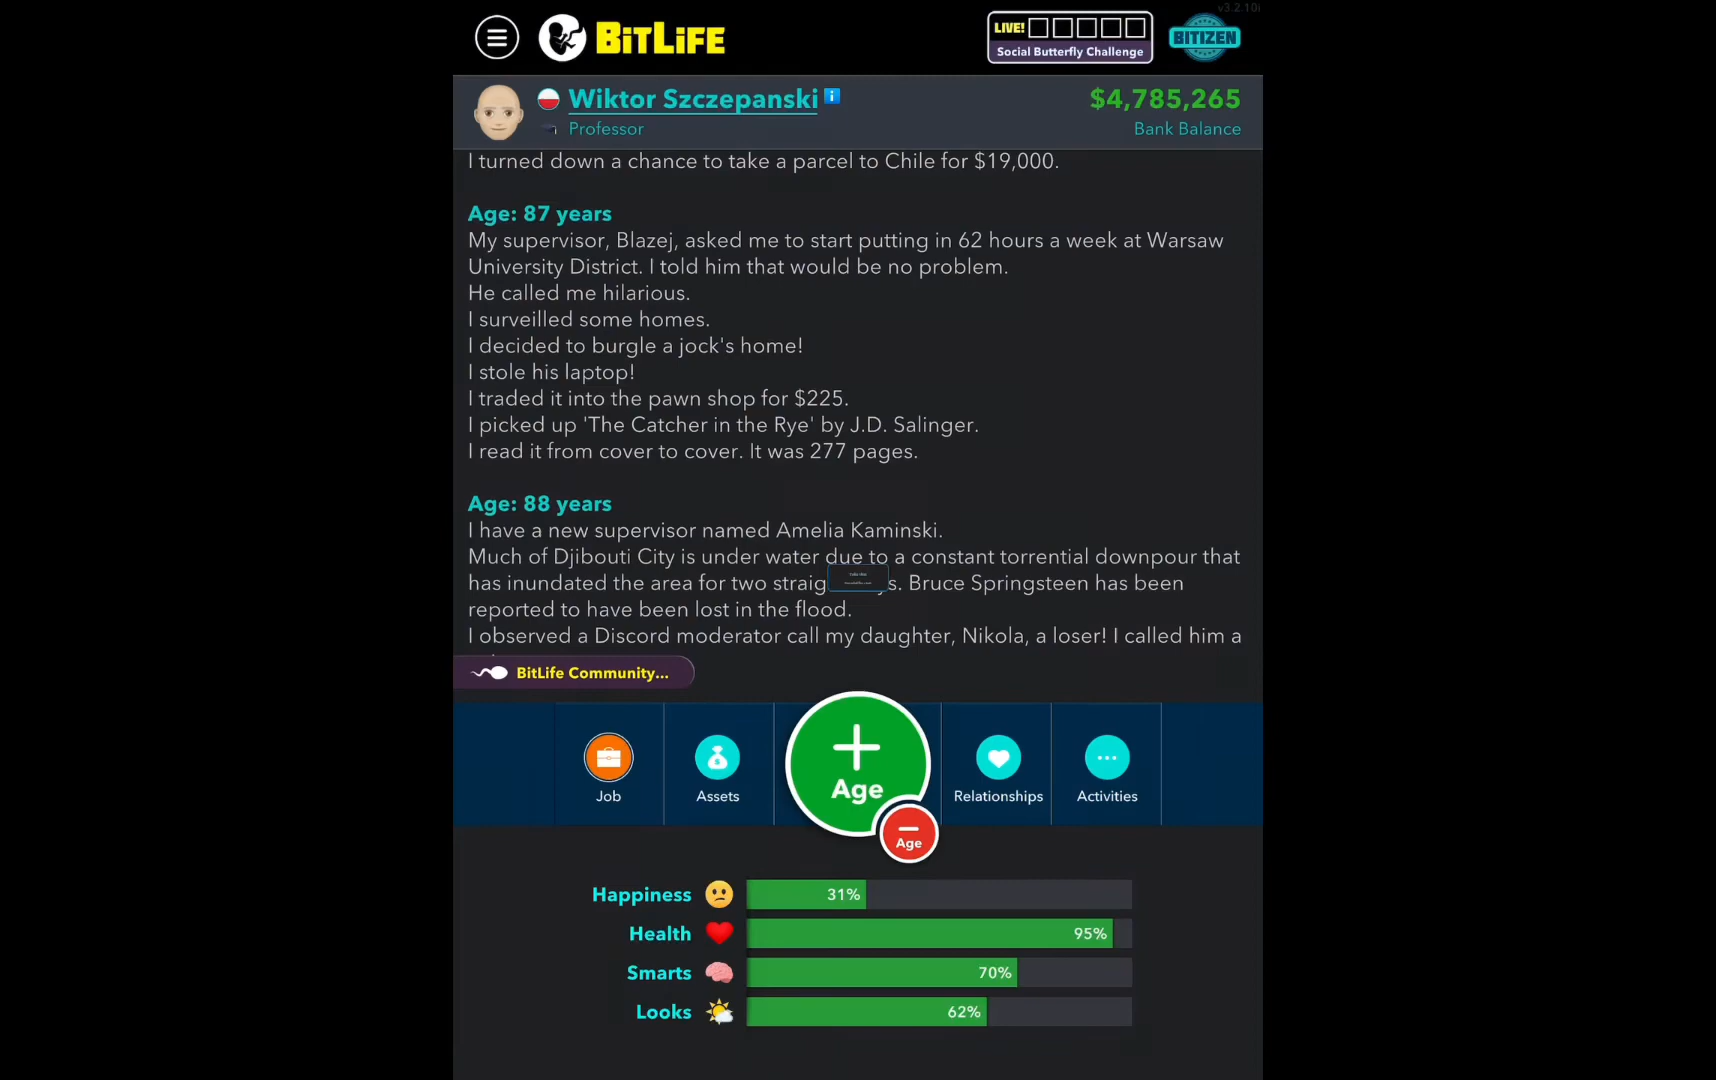 v3.2.10i
BITLIFE
LIVE!
Social Butterfly Challenge
BITIZEN
Wiktor Szczepanski
$4,785,265
Professor
Bank Balance
I turned down a chance to take a parcel to Chile for $19,000.
Age: 87 years
My supervisor, Blazej, asked me to start putting in 62 hours a week at Warsaw
University District. I told him that would be no problem.
He called me hilarious.
I surveilled some homes.
I decided to burgle a jock's home!
I stole his laptop!
I traded it into the pawn shop for $225.
I picked up 'The Catcher in the Rye' by J.D. Salinger.
I read it from cover to cover. It was 277 pages.
Age: 88 years
I have a new supervisor named Amelia Kaminski.
Much of Djibouti City is under water due to a constant torrential downpour that
has inundated the area for two straig s. Bruce Springsteen has been
reported to have been lost in the flood.
I observed a Discord moderator call my daughter, Nikola, a loser! I called him a
BitLife Community...
Job
Assets
Age
Relationships
Activities
Age
Happiness 31%
Health 95%
Smarts 70%
Looks 62%